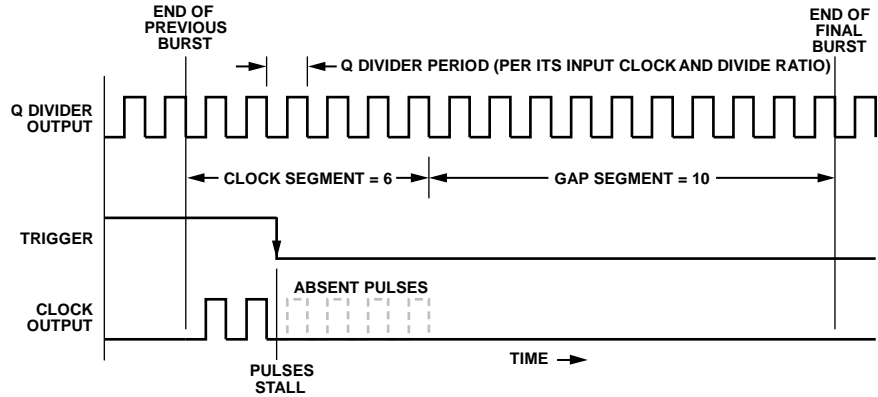 END OF
PREVIOUS
BURST
END OF
FINAL
BURST
Q DIVIDER PERIOD (PER ITS INPUT CLOCK AND DIVIDE RATIO)
Q DIVIDER
OUTPUT
CLOCK SEGMENT = 6
GAP SEGMENT = 10
TRIGGER
ABSENT PULSES
CLOCK
OUTPUT
TIME
PULSES
STALL